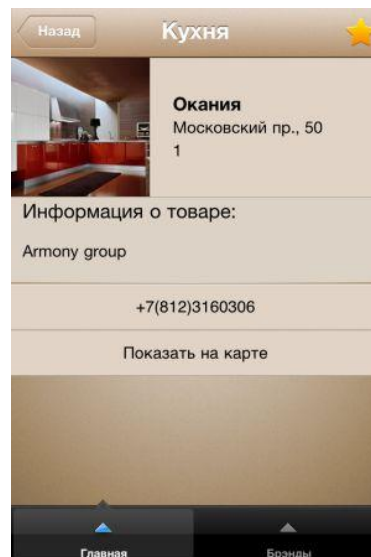 Назад
Кухня
Окания
Московский пр., 50
1
Информация о товаре:
Armony group
+7(812)3160306
Показать на карте
Главная
Брэнды